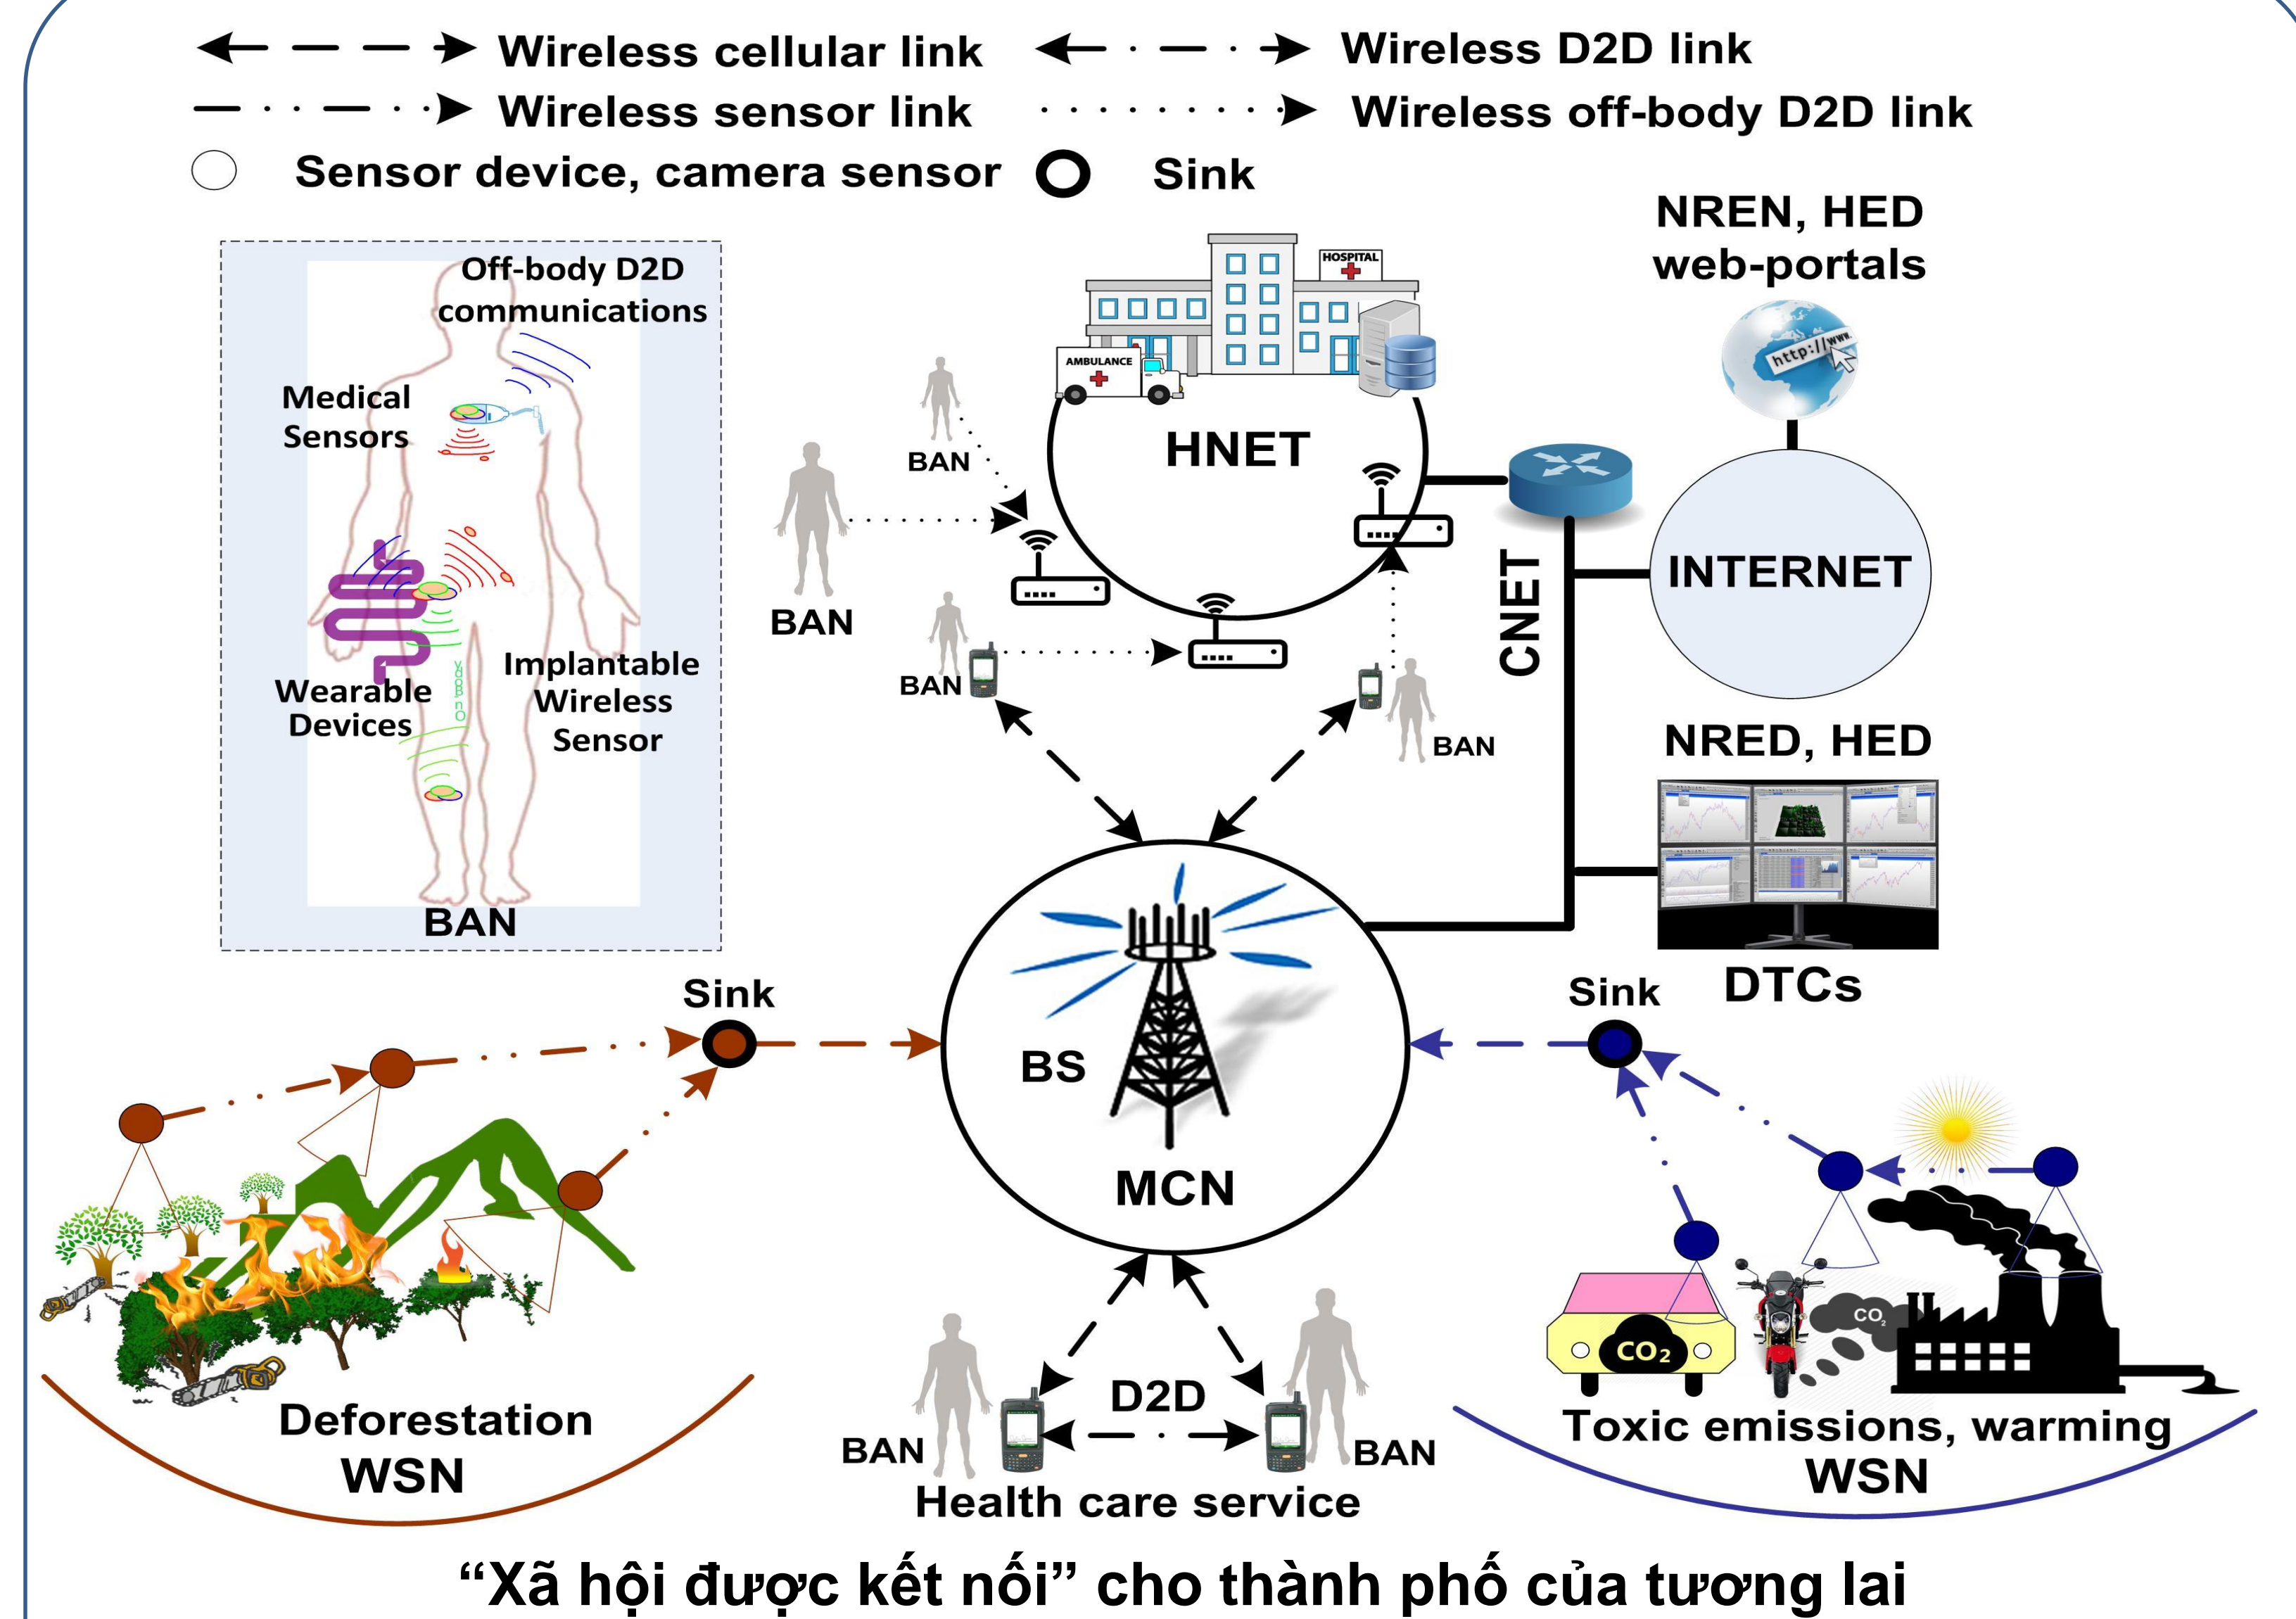 Wireless cellular link
Wireless D2D link
Wireless sensor link
Wireless off-body D2D link
Sensor device, camera sensor
Sink
NREN, HED
web-portals
http://www.
Off-body D2D
communications
Medical
Sensors
Wearable
Devices
Implantable
Wireless
Sensor
BAN
HOSPITAL
AMBULANCE
HNET
BAN
BAN
BAN
BAN
CNET
INTERNET
NRED, HED
DTCs
Sink
Sink
BS
MCN
Deforestation
WSN
D2D
BAN
BAN
Health care service
CO2
CO2
Toxic emissions, warming
WSN
“Xã hội được kết nối” cho thành phố của tương lai